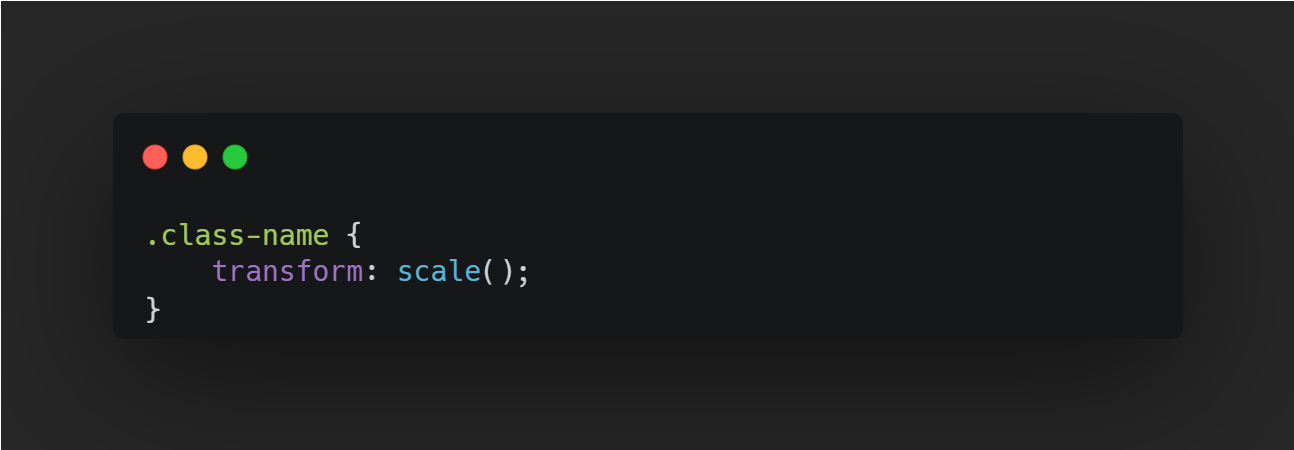 .class-name {
    transform: scale();
}